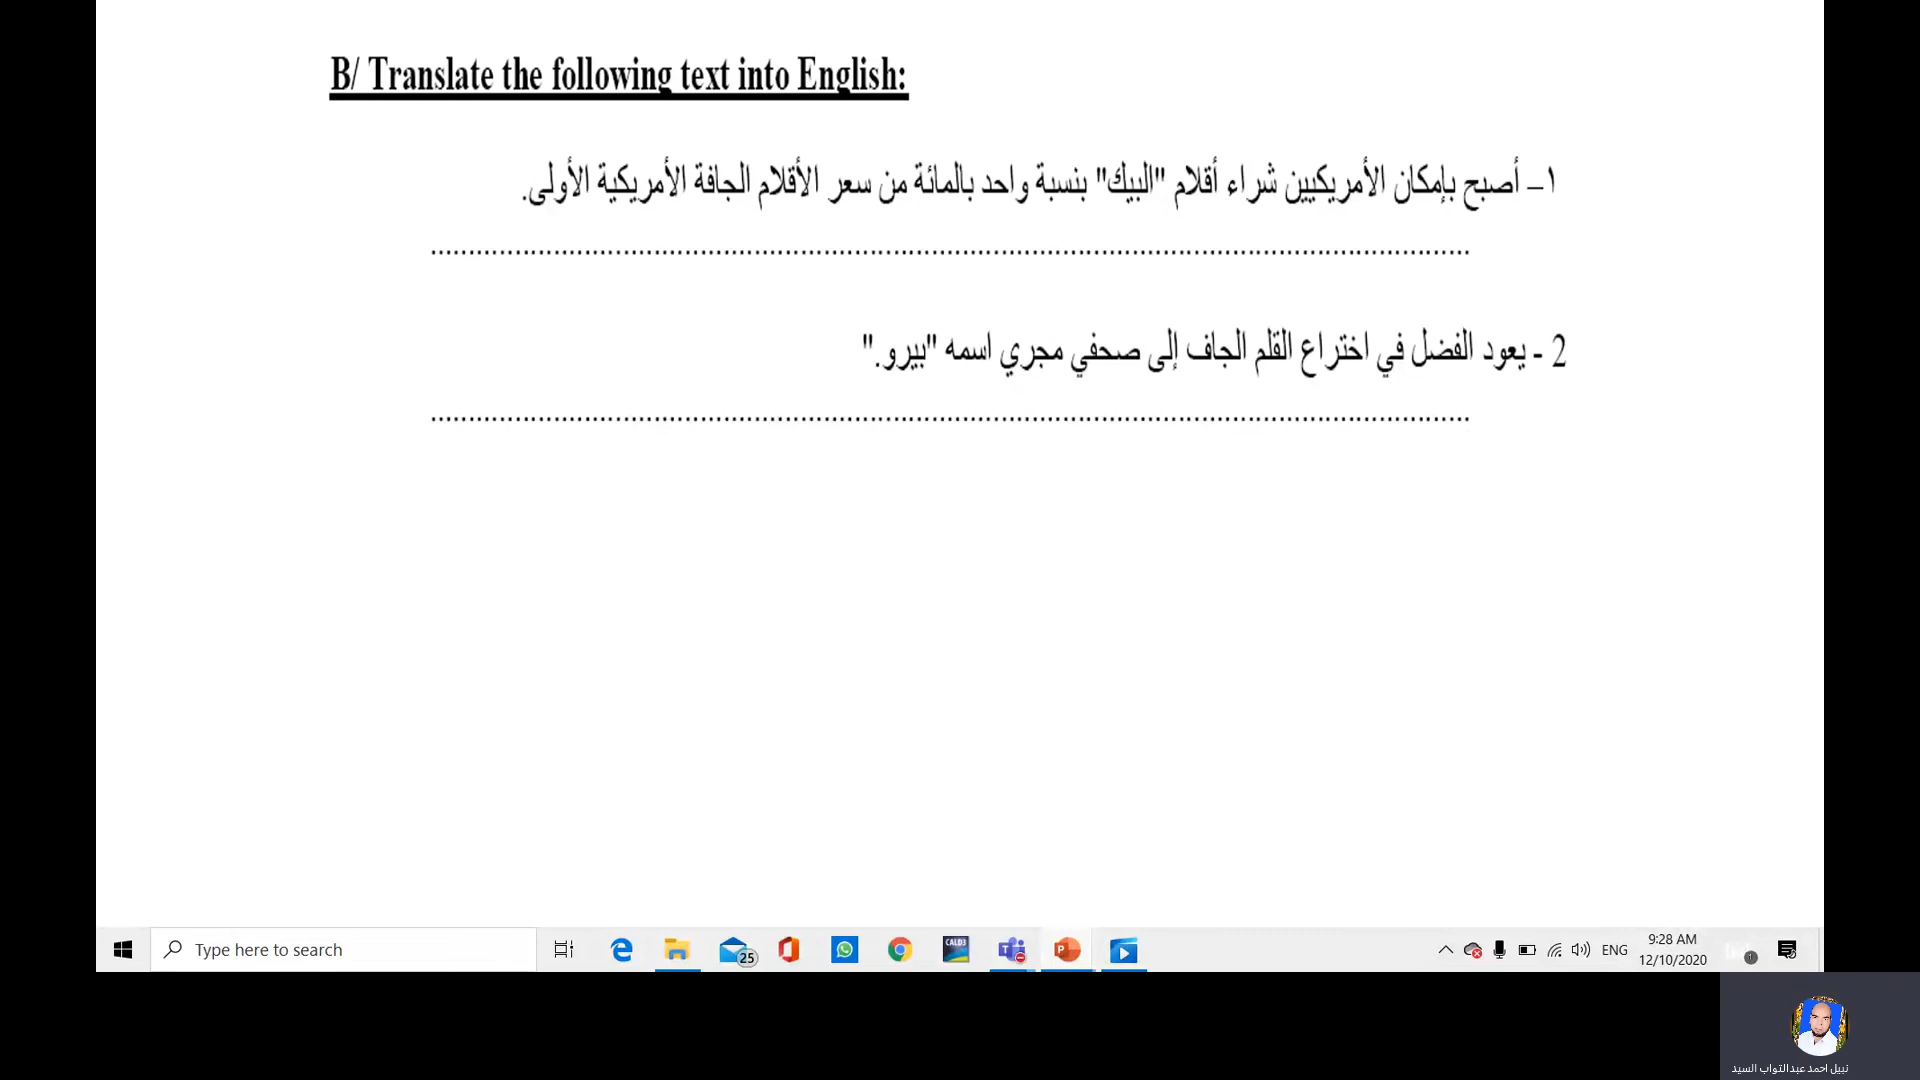 B/ Translate the following text into English:
١– أصبح بإمكان الأمريكيين شراء أقلام "البيك" بنسبة واحد بالمائة من سعر الأقلام الجافة الأمريكية الأولى.
........................................................................................................................................
2 - يعود الفضل في اختراع القلم الجاف إلى صحفي مجري اسمه "بيرو."
........................................................................................................................................
Type here to search
25
CALD3
ENG
9:28 AM
12/10/2020
نبيل احمد عبدالتواب السيد